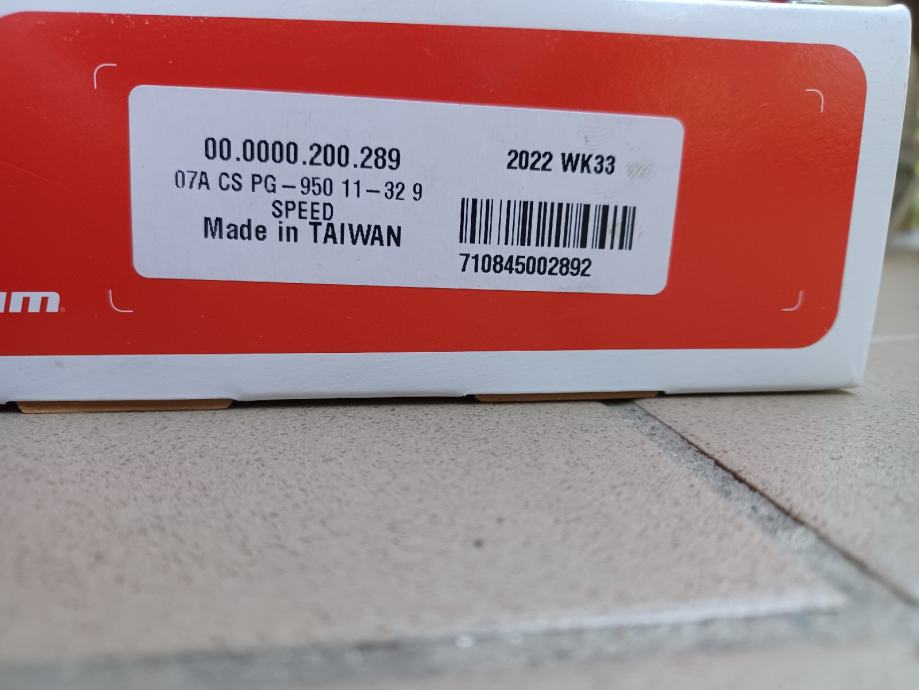 00.0000.200.289
07A CS PG-950 11-32 9
SPEED
Made in TAIWAN
2022 WK33
710845002892